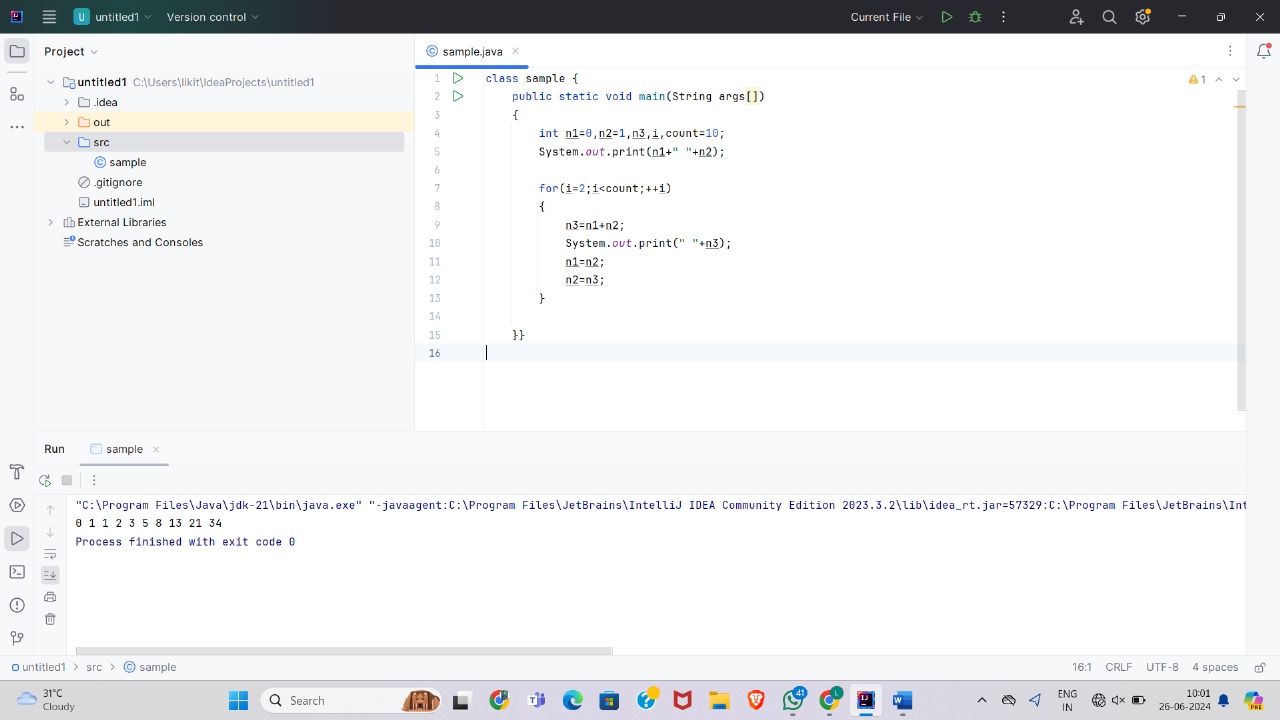 U untitled1 Version control Current File
Project
sample.java
untitled1 C:\Users\likit\IdeaProjects\untitled1
.idea
out
src
sample
.gitignore
untitled1.iml
External Libraries
Scratches and Consoles
1 class sample {
2 public static void main(String args[])
3 {
4 int n1=0,n2=1,n3,i,count=10;
5 System.out.print(n1+" "+n2);
6
7 for(i=2;i<count;++i)
8 {
9 n3=n1+n2;
10 System.out.print(" "+n3);
11 n1=n2;
12 n2=n3;
13 }
14
15 }}
16
1
Run sample
"C:\Program Files\Java\jdk-21\bin\java.exe" "-javaagent:C:\Program Files\JetBrains\IntelliJ IDEA Community Edition 2023.3.2\lib\idea_rt.jar=57329:C:\Program Files\JetBrains\Int
0 1 1 2 3 5 8 13 21 34
Process finished with exit code 0
untitled1 > src > sample 16:1 CRLF UTF-8 4 spaces
31°C
Cloudy
Search
41
L
ENG
IN
10:01
26-06-2024
PRE